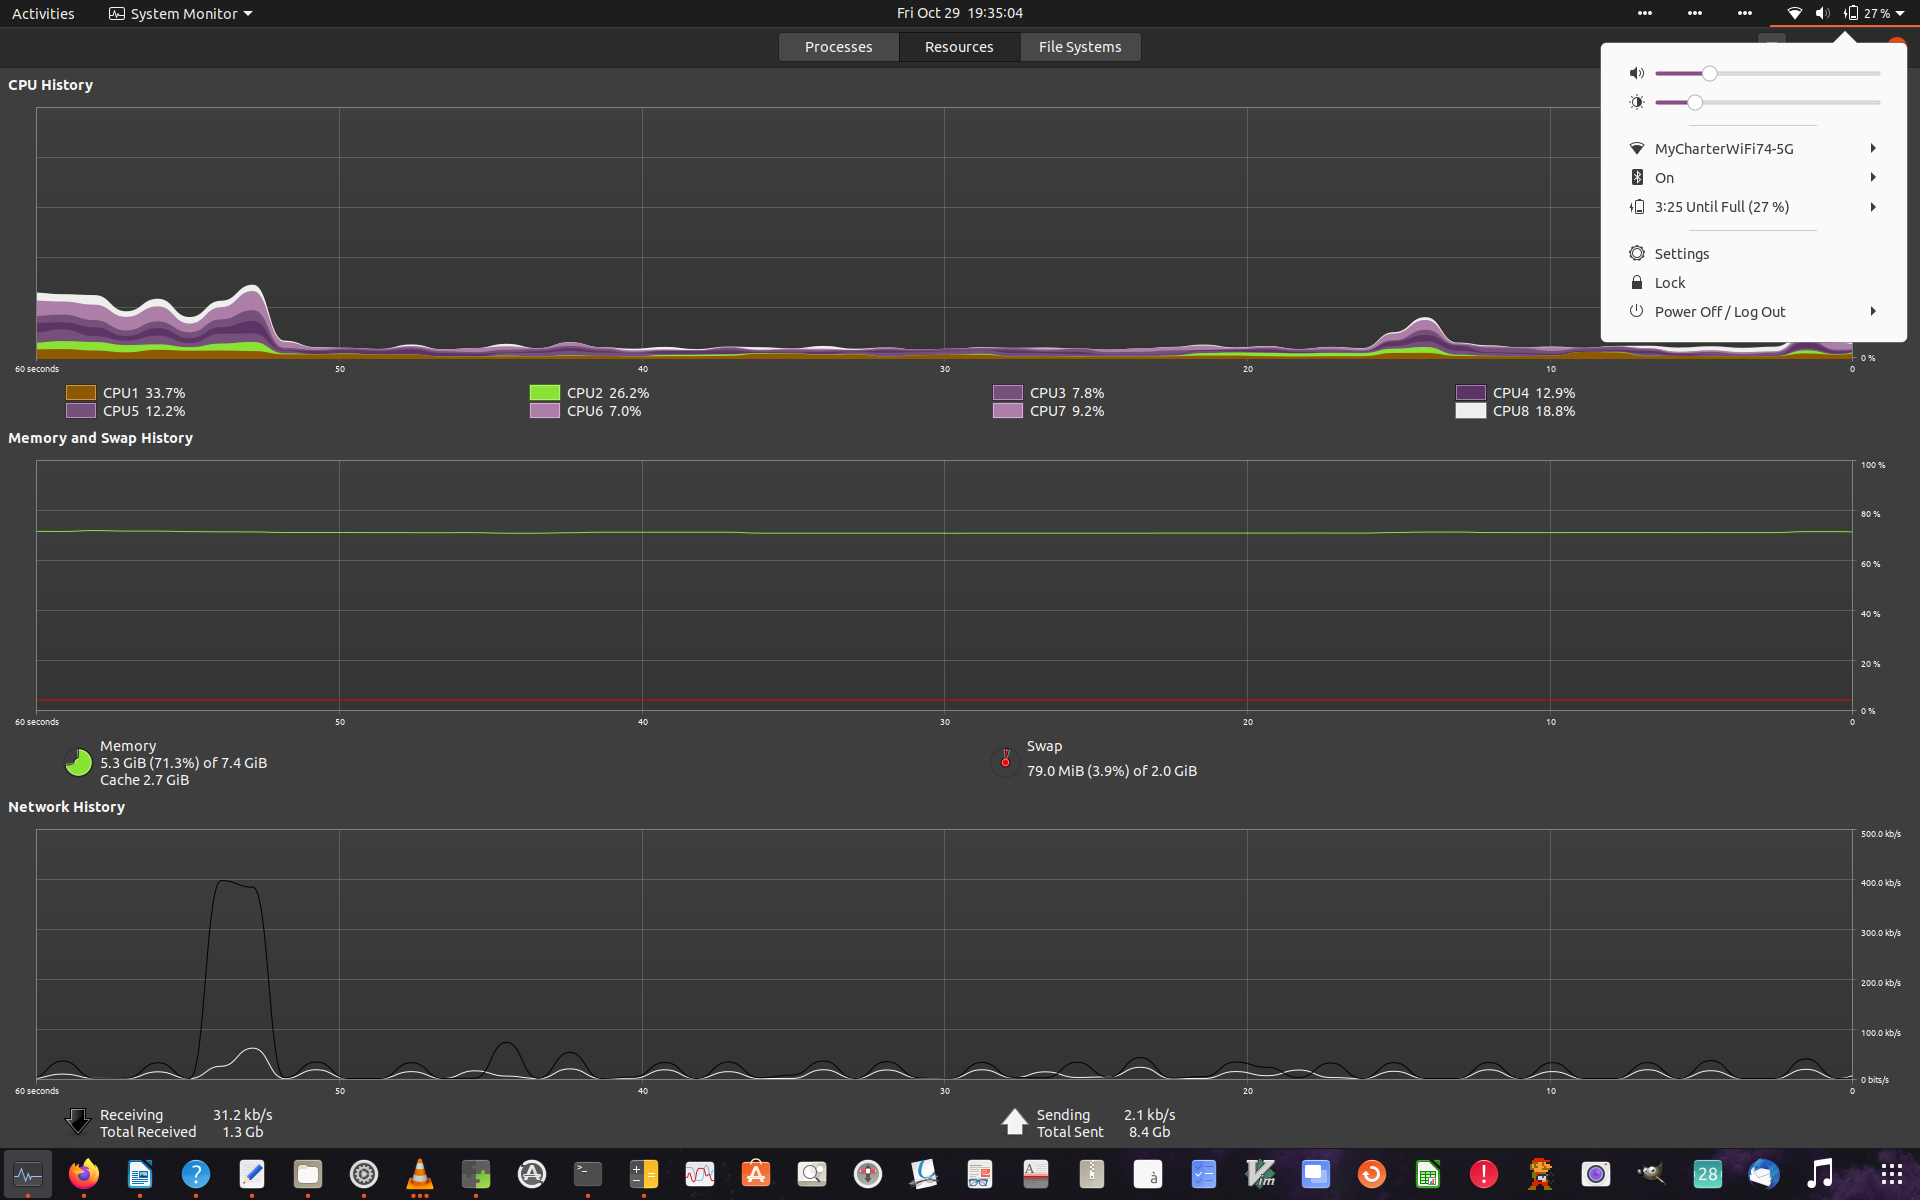 Activities System Monitor Fri Oct 29 19:35:04 27 %
Processes Resources File Systems
CPU History
MyCharterWiFi74-5G
On
3:25 Until Full (27 %)
Settings
Lock
Power Off / Log Out
0 %
60 seconds 50 40 30 20 10 0
CPU1 33.7% CPU2 26.2% CPU3 7.8% CPU4 12.9%
CPU5 12.2% CPU6 7.0% CPU7 9.2% CPU8 18.8%
Memory and Swap History
100 %
80 %
60 %
40 %
20 %
0 %
60 seconds 50 40 30 20 10 0
Memory
5.3 GiB (71.3%) of 7.4 GiB
Cache 2.7 GiB
Swap
79.0 MiB (3.9%) of 2.0 GiB
Network History
500.0 kb/s
400.0 kb/s
300.0 kb/s
200.0 kb/s
100.0 kb/s
0 bits/s
60 seconds 50 40 30 20 10 0
Receiving 31.2 kb/s
Total Received 1.3 Gb
Sending 2.1 kb/s
Total Sent 8.4 Gb
? A à Vim ! 28